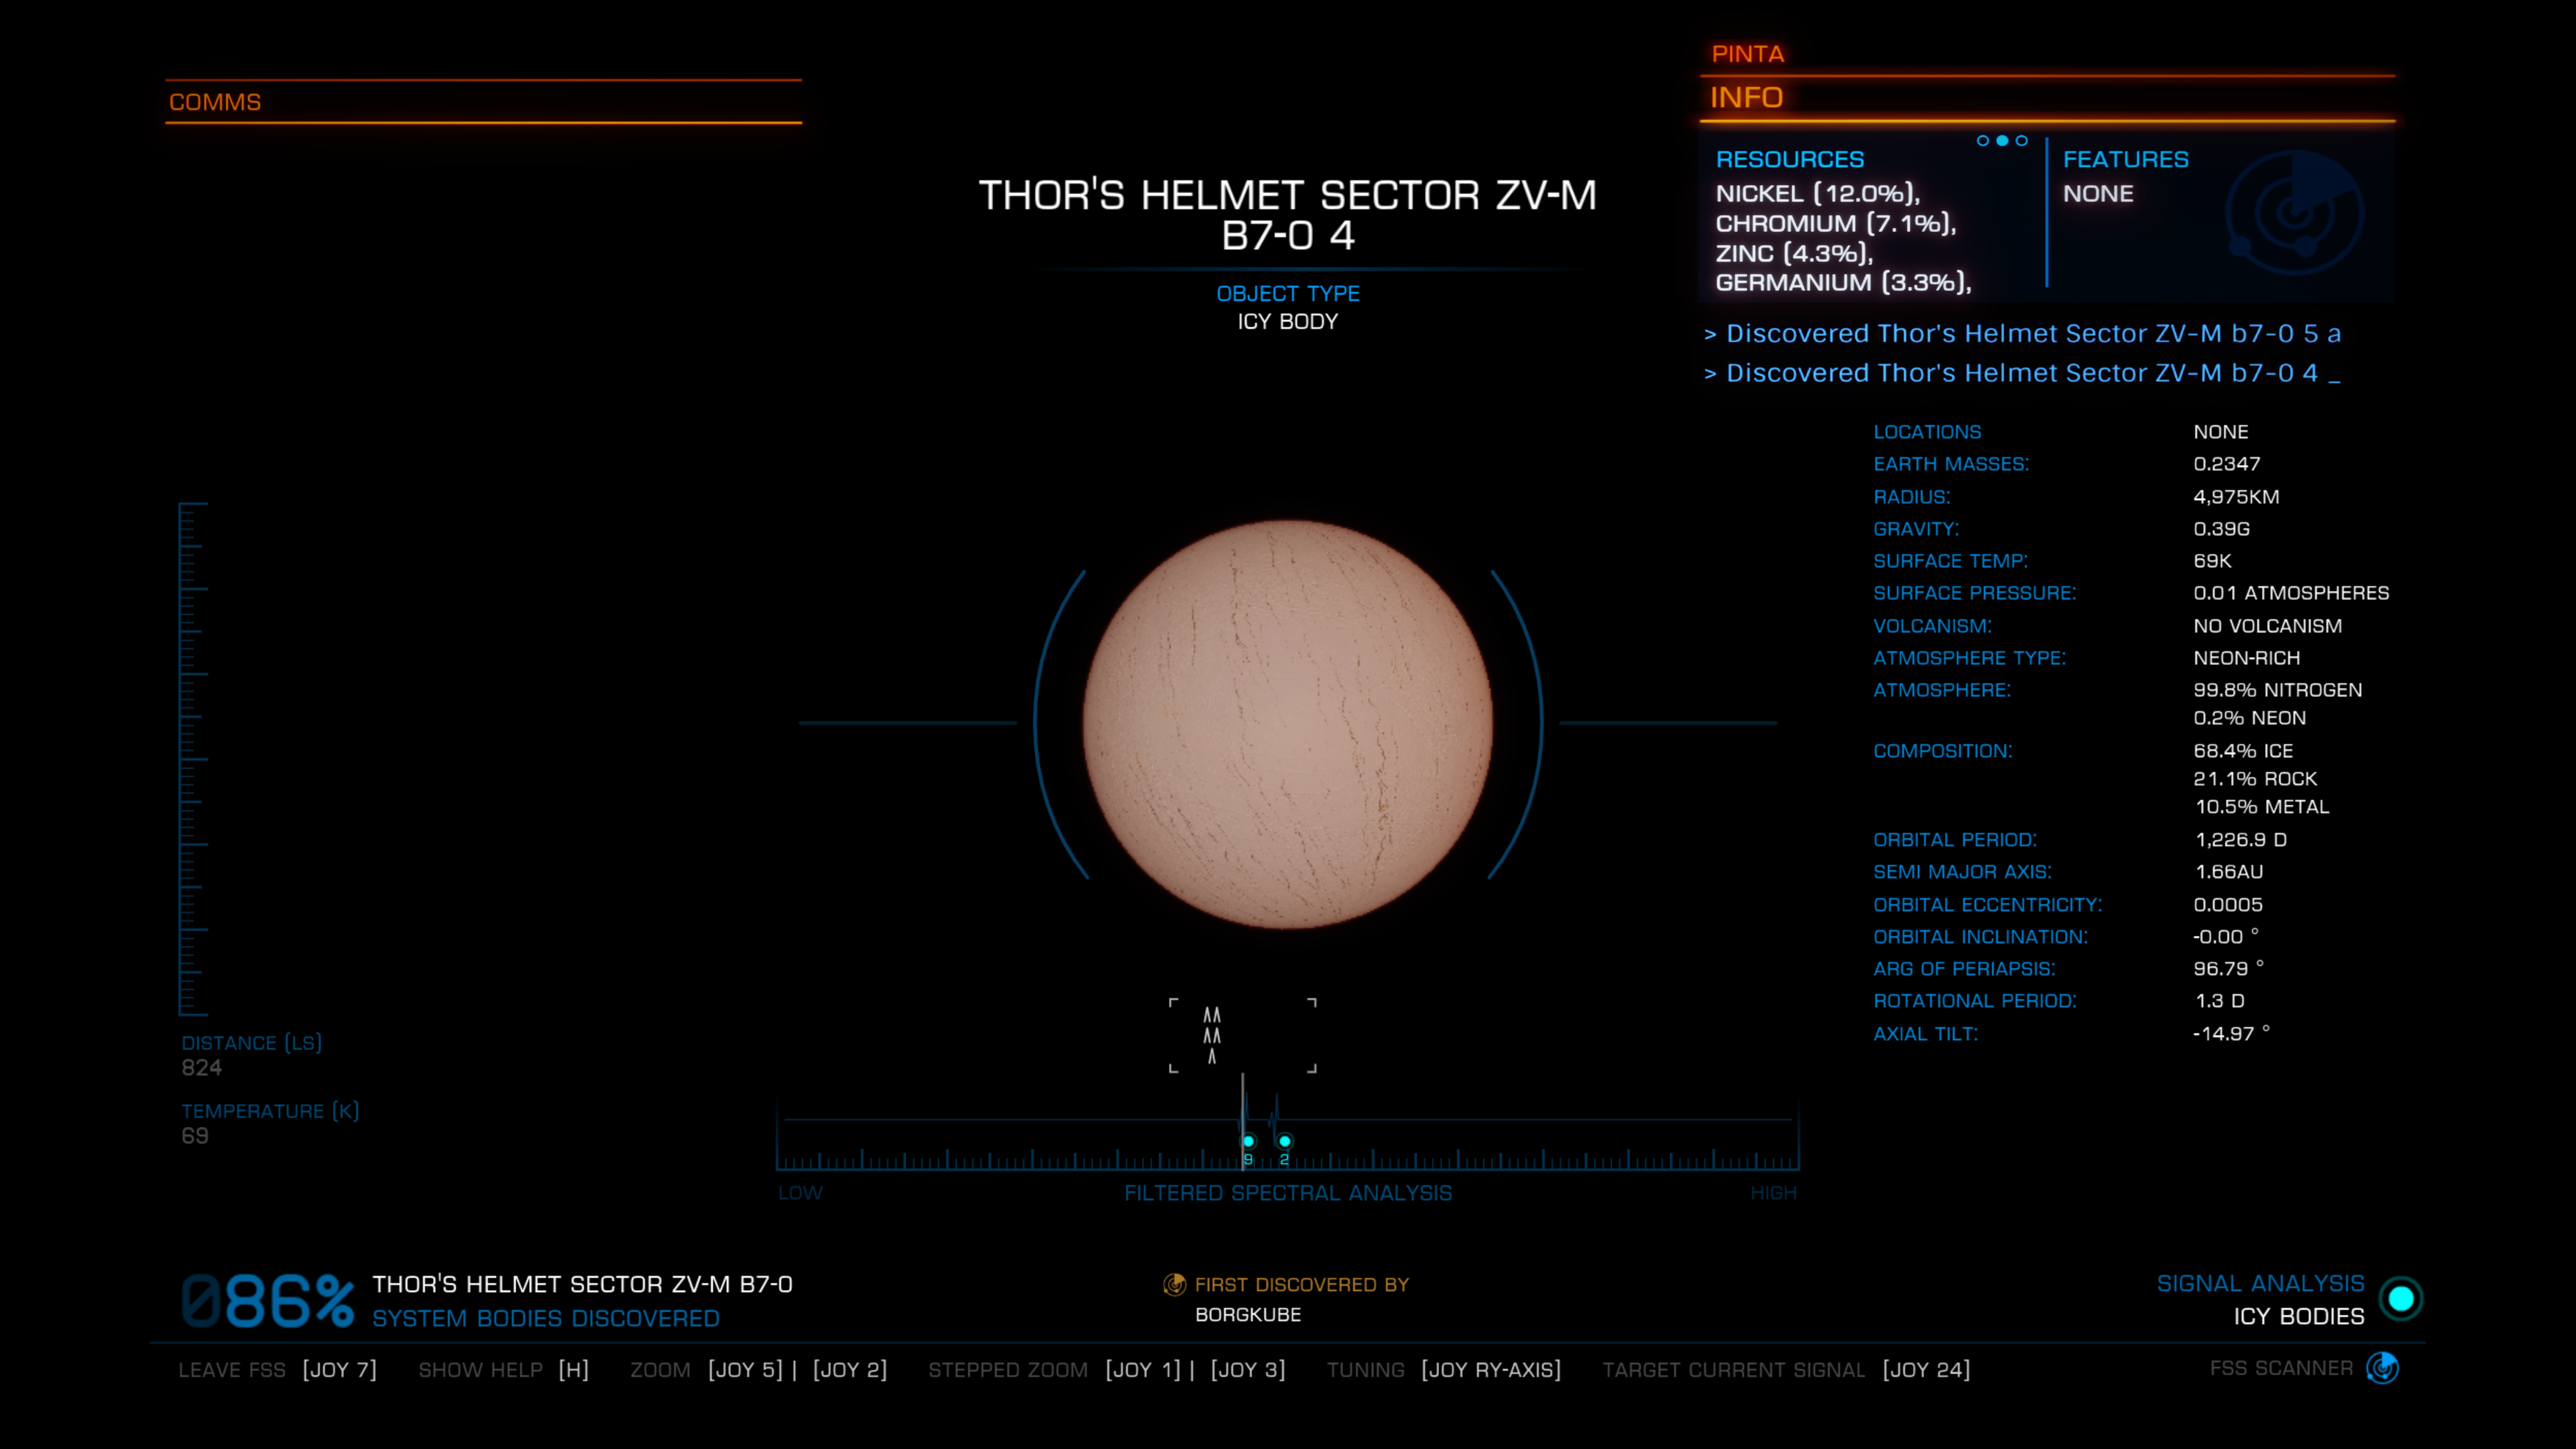 PINTA
COMMS
INFO
RESOURCES
NICKEL (12.0%),
CHROMIUM (7.1%),
ZINC (4.3%),
GERMANIUM (3.3%),
FEATURES
NONE
THOR'S HELMET SECTOR ZV-M
B7-0 4
OBJECT TYPE
ICY BODY
> Discovered Thor's Helmet Sector ZV-M b7-0 5 a
> Discovered Thor's Helmet Sector ZV-M b7-0 4 _
LOCATIONS NONE
EARTH MASSES: 0.2347
RADIUS: 4,975KM
GRAVITY: 0.39G
SURFACE TEMP: 69K
SURFACE PRESSURE: 0.01 ATMOSPHERES
VOLCANISM: NO VOLCANISM
ATMOSPHERE TYPE: NEON-RICH
ATMOSPHERE: 99.8% NITROGEN
0.2% NEON
COMPOSITION: 68.4% ICE
21.1% ROCK
10.5% METAL
ORBITAL PERIOD: 1,226.9 D
SEMI MAJOR AXIS: 1.66AU
ORBITAL ECCENTRICITY: 0.0005
ORBITAL INCLINATION: -0.00 °
ARG OF PERIAPSIS: 96.79 °
ROTATIONAL PERIOD: 1.3 D
AXIAL TILT: -14.97 °
DISTANCE (LS)
824
TEMPERATURE (K)
69
9 2
LOW FILTERED SPECTRAL ANALYSIS HIGH
086% THOR'S HELMET SECTOR ZV-M B7-0
SYSTEM BODIES DISCOVERED
FIRST DISCOVERED BY
BORGKUBE
SIGNAL ANALYSIS
ICY BODIES
LEAVE FSS [JOY 7] SHOW HELP [H] ZOOM [JOY 5] | [JOY 2] STEPPED ZOOM [JOY 1] | [JOY 3] TUNING [JOY RY-AXIS] TARGET CURRENT SIGNAL [JOY 24] FSS SCANNER